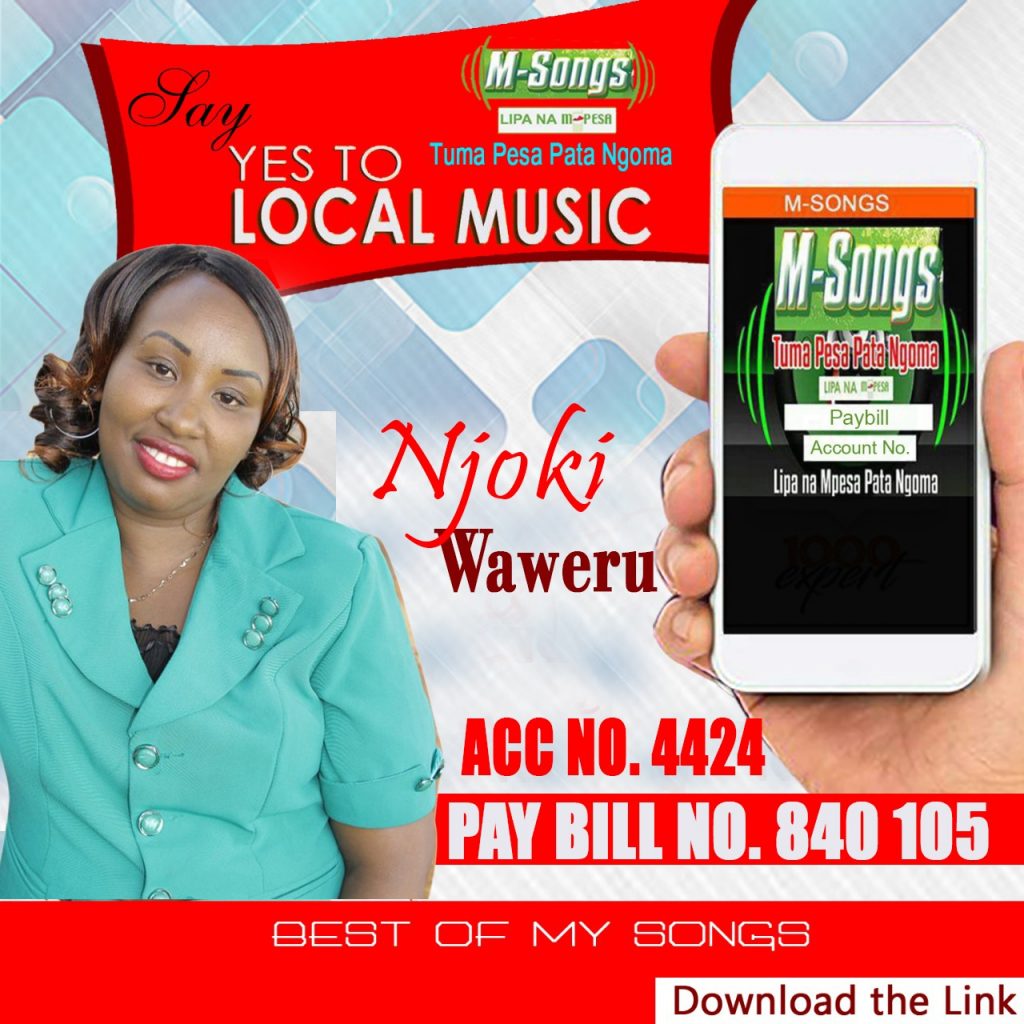 Say
YES TO
LOCAL MUSIC
M-Songs
LIPA NA M-PESA
Tuma Pesa Pata Ngoma
M-SONGS
M-Songs
Tuma Pesa Pata Ngoma
LIPA NA M-PESA
Paybill
Account No.
Lipa na Mpesa Pata Ngoma
1000
expert
Njoki
Waweru
ACC NO. 4424
PAY BILL NO. 840 105
BEST OF MY SONGS
Download the Link